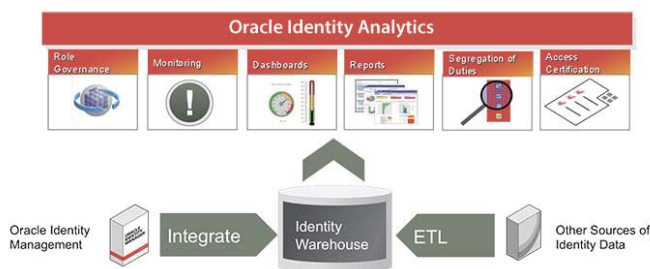 Oracle Identity Analytics
Role
Governance
Monitoring
Dashboards
Reports
Segregation of
Duties
Access
Certification
Oracle Identity
Management
Integrate
Identity
Warehouse
ETL
Other Sources of
Identity Data